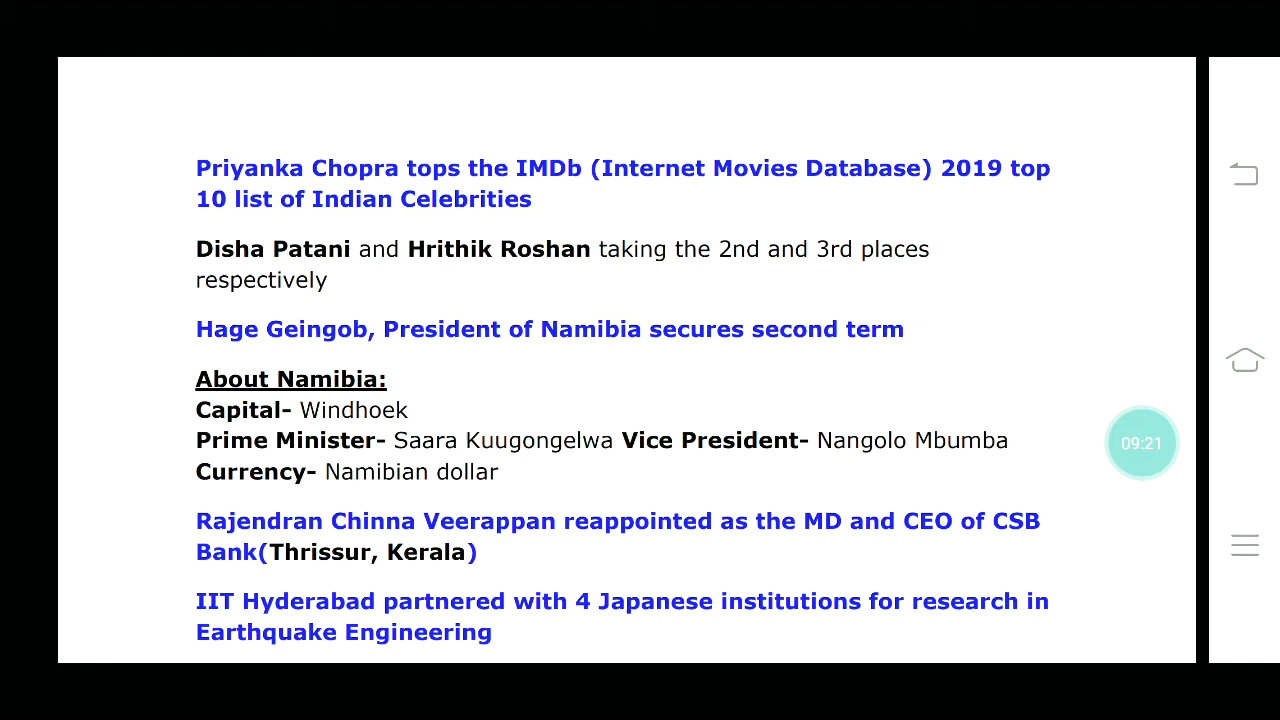 Priyanka Chopra tops the IMDb (Internet Movies Database) 2019 top
10 list of Indian Celebrities
Disha Patani and Hrithik Roshan taking the 2nd and 3rd places
respectively
Hage Geingob, President of Namibia secures second term
About Namibia:
Capital- Windhoek
Prime Minister- Saara Kuugongelwa Vice President- Nangolo Mbumba
Currency- Namibian dollar
Rajendran Chinna Veerappan reappointed as the MD and CEO of CSB
Bank(Thrissur, Kerala)
IIT Hyderabad partnered with 4 Japanese institutions for research in
Earthquake Engineering
09:21